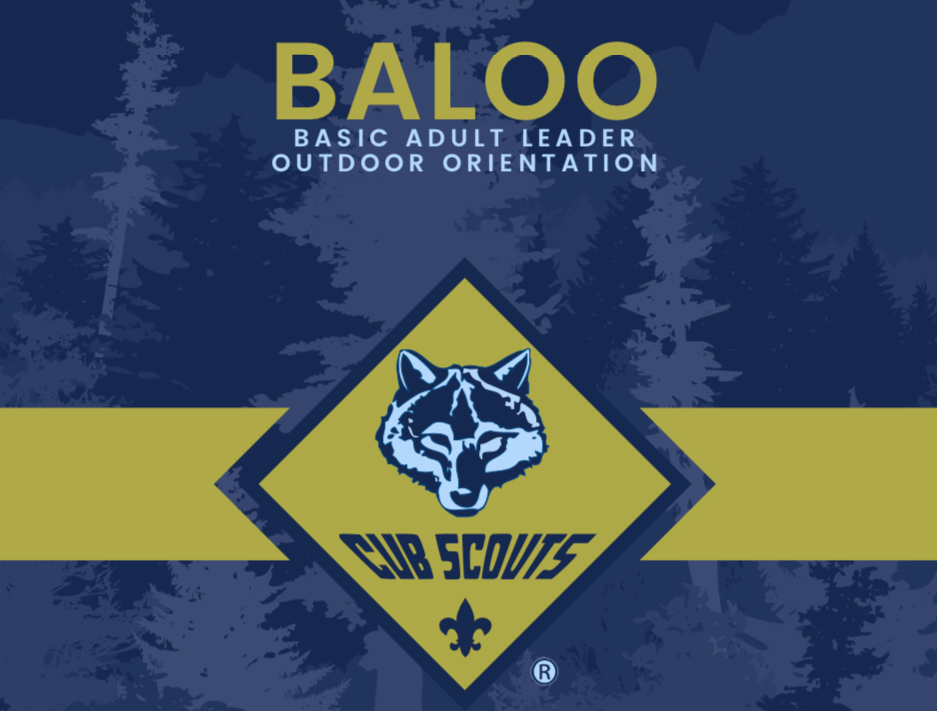 BALOO
BASIC ADULT LEADER
OUTDOOR ORIENTATION
CUB SCOUTS
®